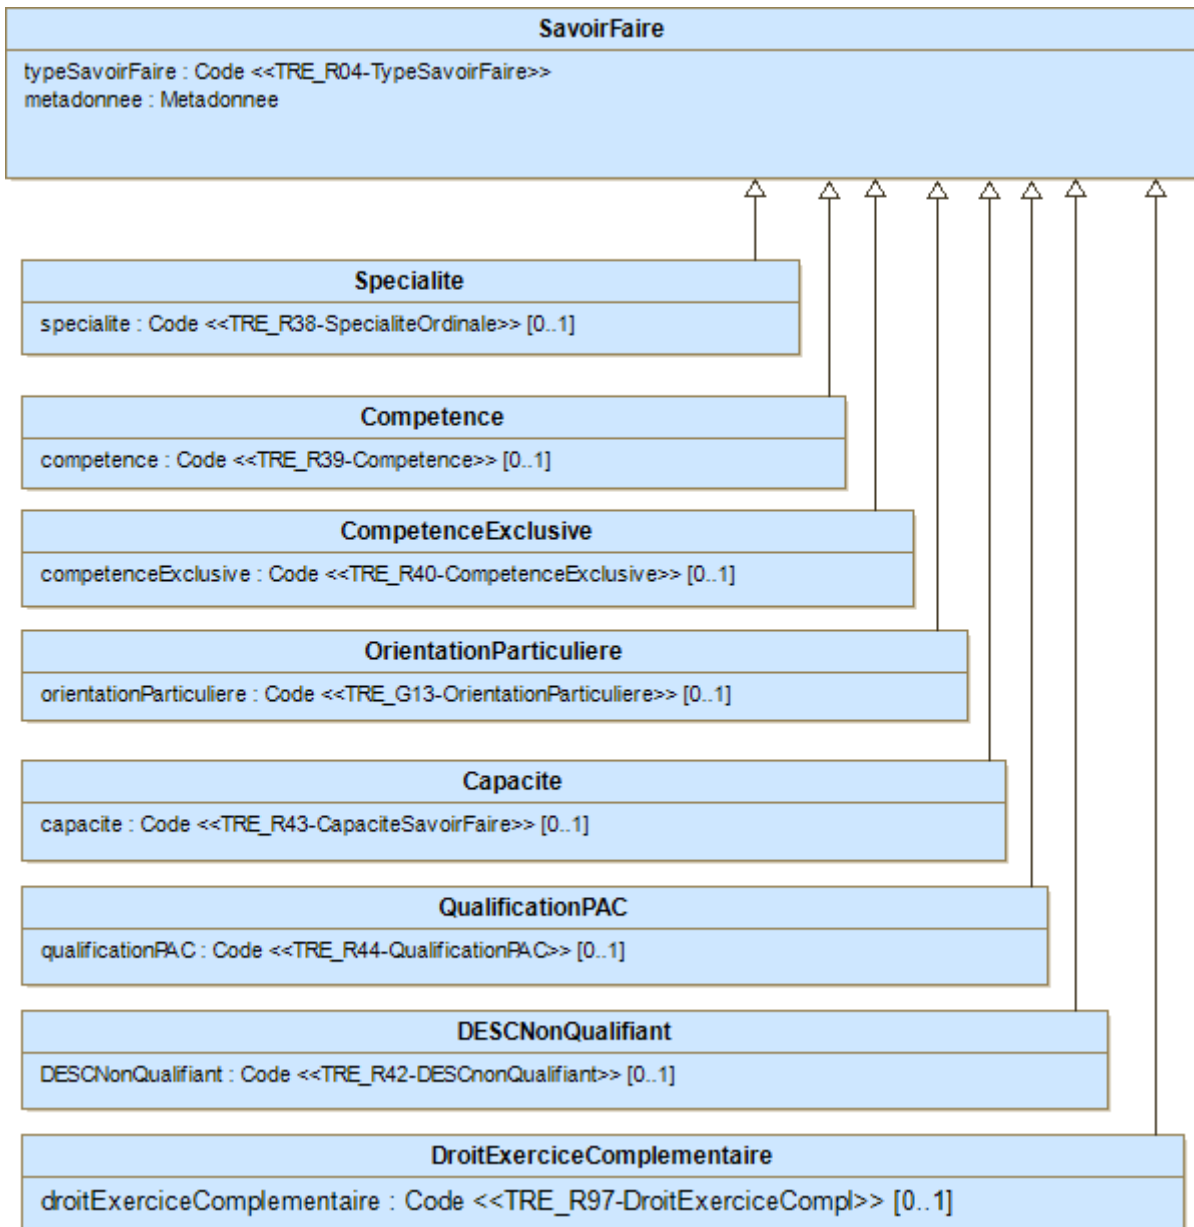 SavoirFaire
typeSavoirFaire : Code <<TRE_R04-TypeSavoirFaire>>
metadonnee : Metadonnee
Specialite
specialite : Code <<TRE_R38-SpecialiteOrdinale>> [0..1]
Competence
competence : Code <<TRE_R39-Competence>> [0..1]
CompetenceExclusive
competenceExclusive : Code <<TRE_R40-CompetenceExclusive>> [0..1]
OrientationParticuliere
orientationParticuliere : Code <<TRE_G13-OrientationParticuliere>> [0..1]
Capacite
capacite : Code <<TRE_R43-CapaciteSavoirFaire>> [0..1]
QualificationPAC
qualificationPAC : Code <<TRE_R44-QualificationPAC>> [0..1]
DESCNonQualifiant
DESCNonQualifiant : Code <<TRE_R42-DESCnonQualifiant>> [0..1]
DroitExerciceComplementaire
droitExerciceComplementaire : Code <<TRE_R97-DroitExerciceCompl>> [0..1]